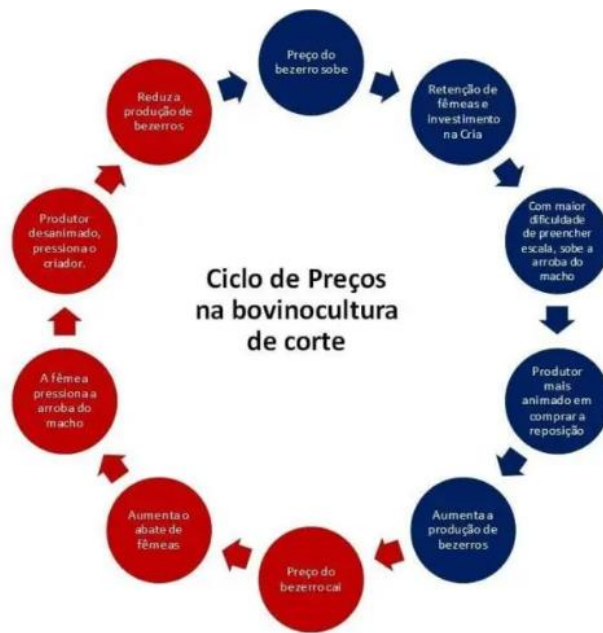 Preço do
bezerro sobe
Retenção de
fêmeas e
investimento
na Cria
Com maior
dificuldade
de preencher
escala, sobe a
arroba do
macho
Produtor
mais
animado em
comprar a
reposição
Aumenta a
produção de
bezerros
Preço do
bezerro cai
Aumenta o
abate de
fêmeas
A fêmea
pressiona a
arroba do
macho
Produtor
desanimado,
pressiona o
criador.
Reduz a
produção de
bezerros
Ciclo de Preços
na bovinocultura
de corte